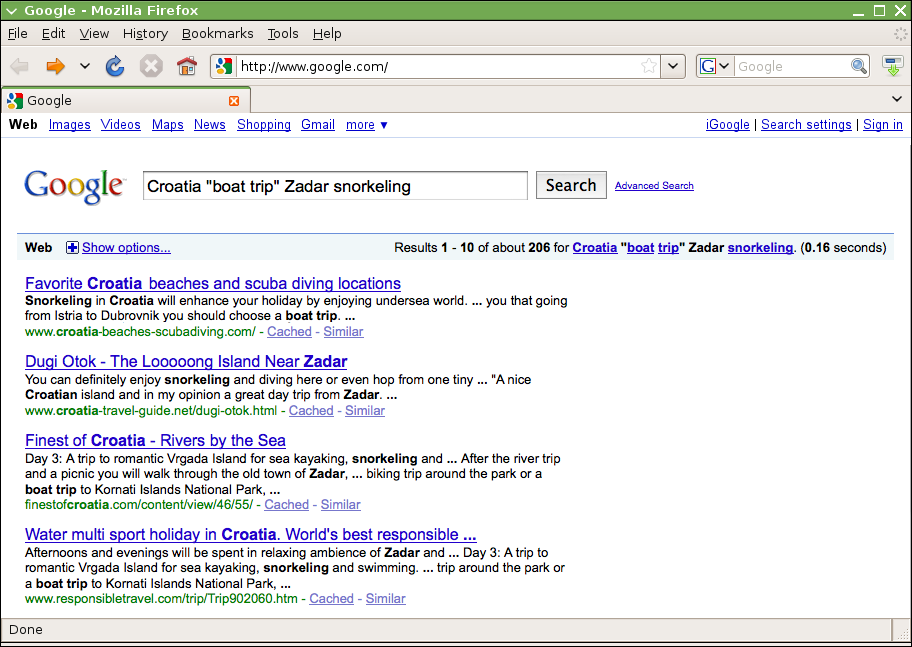 Google - Mozilla Firefox
File Edit View History Bookmarks Tools Help
http://www.google.com/ G Google
Google
Web Images Videos Maps News Shopping Gmail more ▼ iGoogle | Search settings | Sign in
Google Croatia "boat trip" Zadar snorkeling Search Advanced Search
Web Show options... Results 1 - 10 of about 206 for Croatia "boat trip" Zadar snorkeling. (0.16 seconds)
Favorite Croatia beaches and scuba diving locations
Snorkeling in Croatia will enhance your holiday by enjoying undersea world. ... you that going
from Istria to Dubrovnik you should choose a boat trip. ...
www.croatia-beaches-scubadiving.com/ - Cached - Similar
Dugi Otok - The Looooong Island Near Zadar
You can definitely enjoy snorkeling and diving here or even hop from one tiny ... "A nice
Croatian island and in my opinion a great day trip from Zadar. ...
www.croatia-travel-guide.net/dugi-otok.html - Cached - Similar
Finest of Croatia - Rivers by the Sea
Day 3: A trip to romantic Vrgada Island for sea kayaking, snorkeling and ... After the river trip
and a picnic you will walk through the old town of Zadar, ... biking trip around the park or a
boat trip to Kornati Islands National Park, ...
finestofcroatia.com/content/view/46/55/ - Cached - Similar
Water multi sport holiday in Croatia. World's best responsible ...
Afternoons and evenings will be spent in relaxing ambience of Zadar and ... Day 3: A trip to
romantic Vrgada Island for sea kayaking, snorkeling and swimming. ... trip around the park or
a boat trip to Kornati Islands National Park, ...
www.responsibletravel.com/trip/Trip902060.htm - Cached - Similar
Done